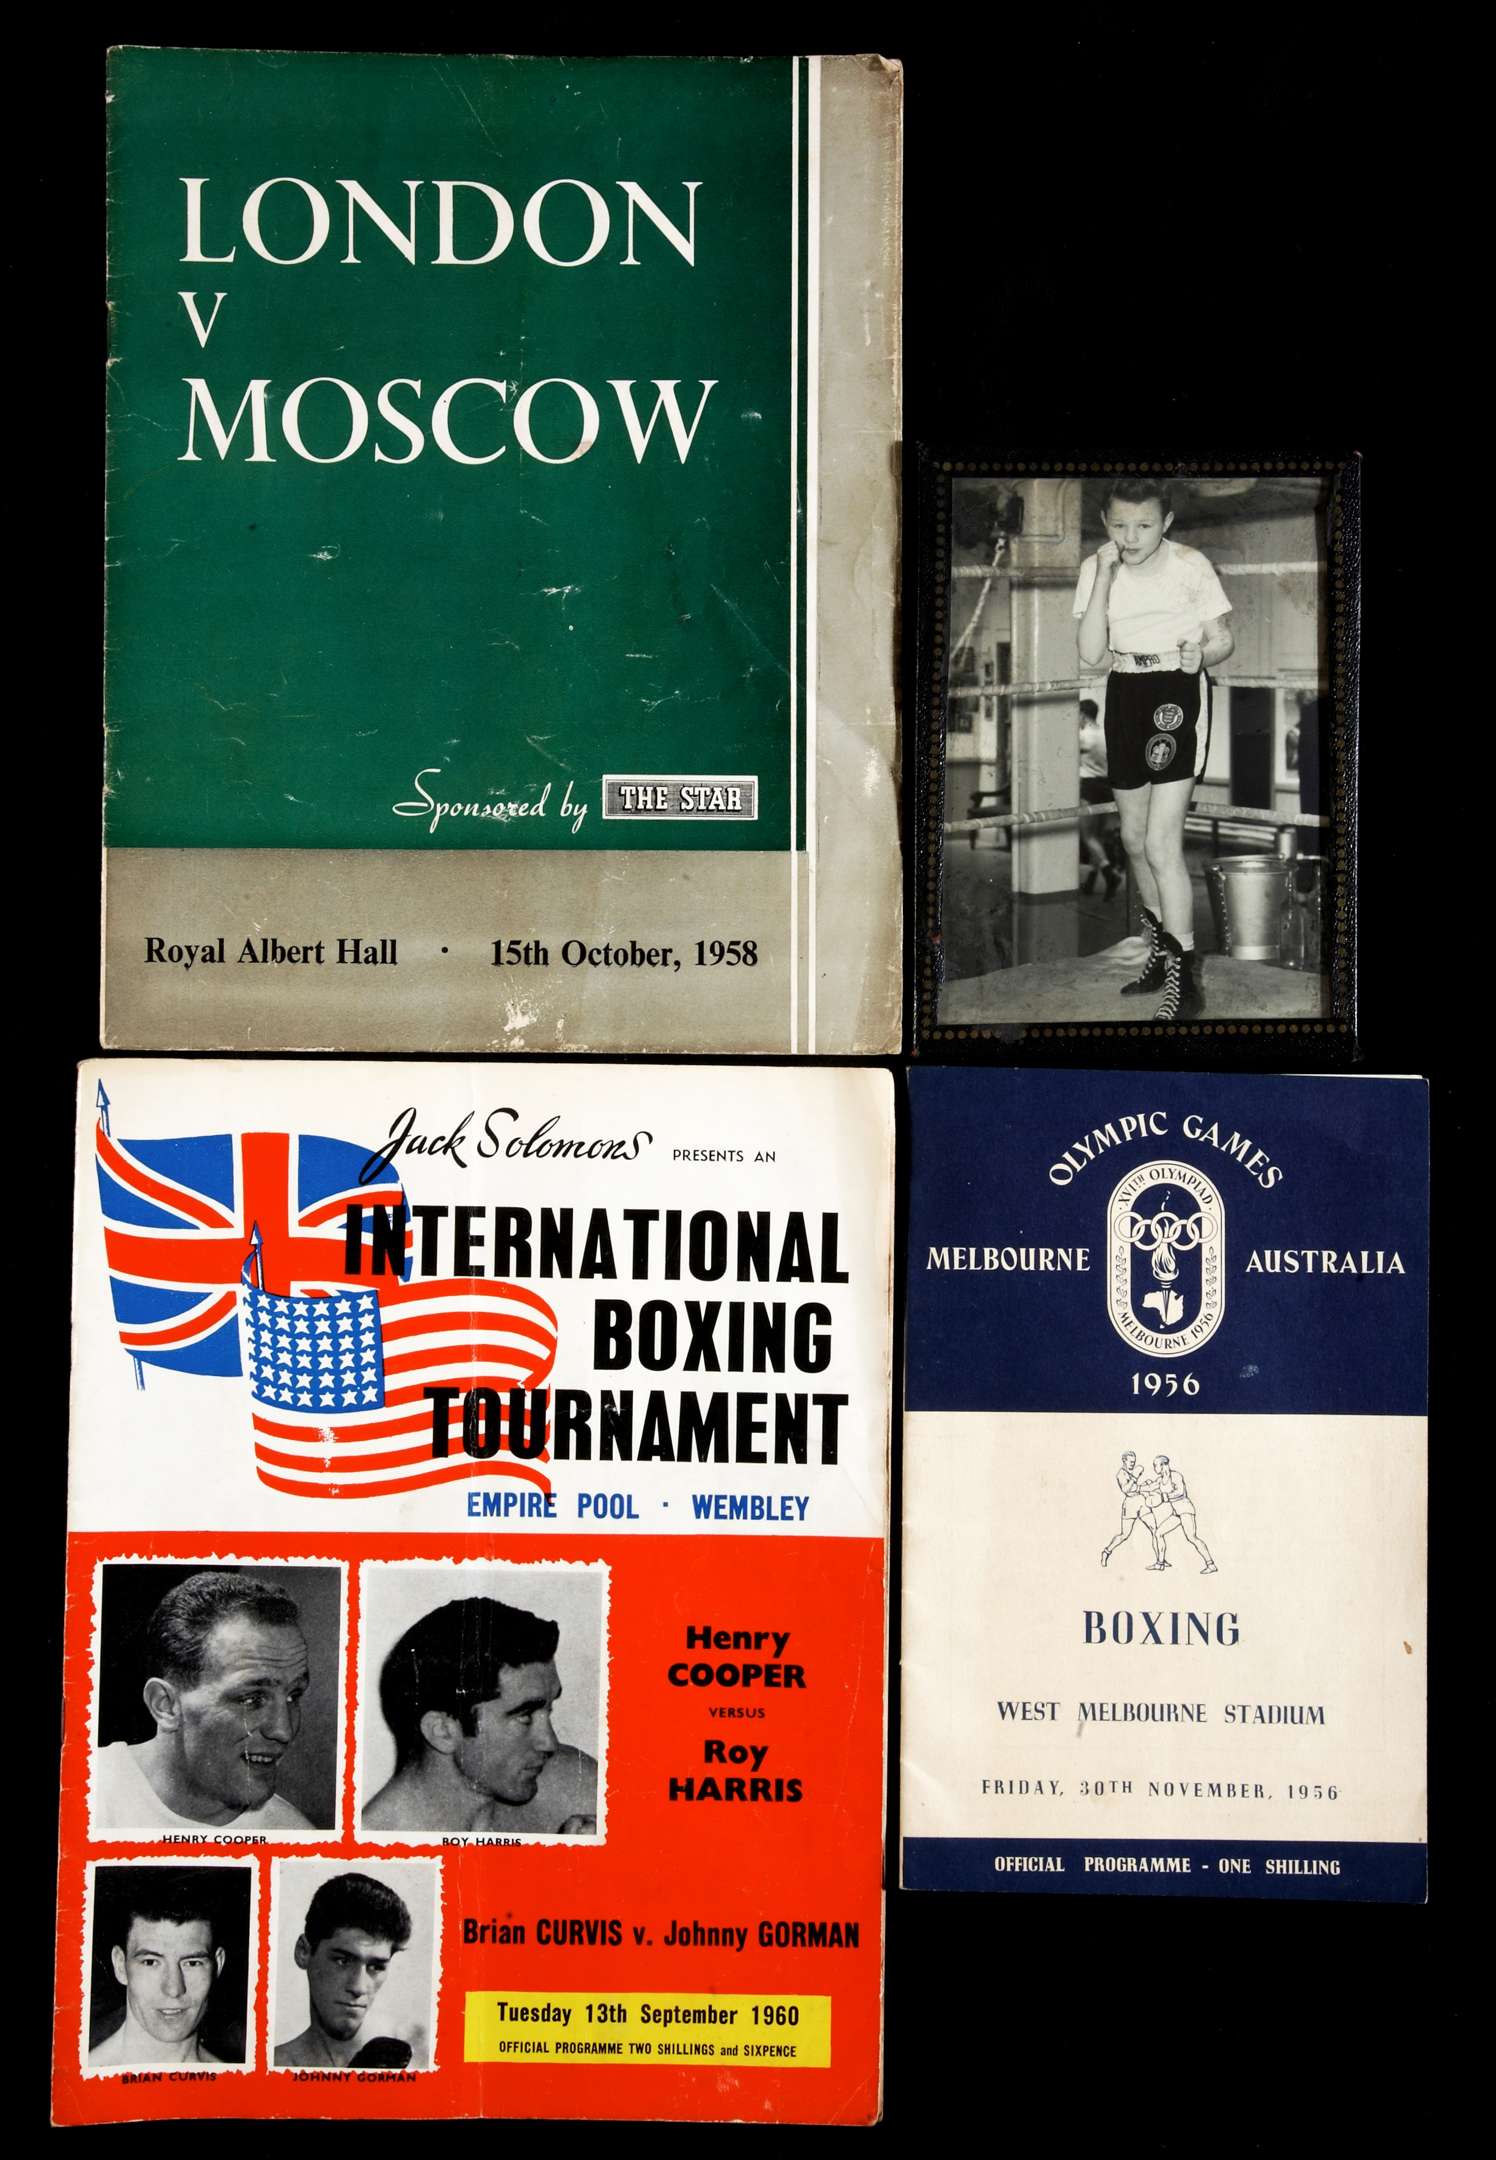 LONDON
V
MOSCOW
Sponsored by THE STAR
Royal Albert Hall • 15th October, 1958
Jack Solomons PRESENTS AN
INTERNATIONAL
BOXING
TOURNAMENT
EMPIRE POOL · WEMBLEY
HENRY COOPER
ROY HARRIS
Henry
COOPER
VERSUS
Roy
HARRIS
BRIAN CURVIS
JOHNNY GORMAN
Brian CURVIS v. Johnny GORMAN
Tuesday 13th September 1960
OFFICIAL PROGRAMME TWO SHILLINGS and SIXPENCE
OLYMPIC GAMES
XVITH OLYMPIAD
MELBOURNE 1956
MELBOURNE AUSTRALIA
1956
BOXING
WEST MELBOURNE STADIUM
FRIDAY, 30TH NOVEMBER, 1956
OFFICIAL PROGRAMME - ONE SHILLING